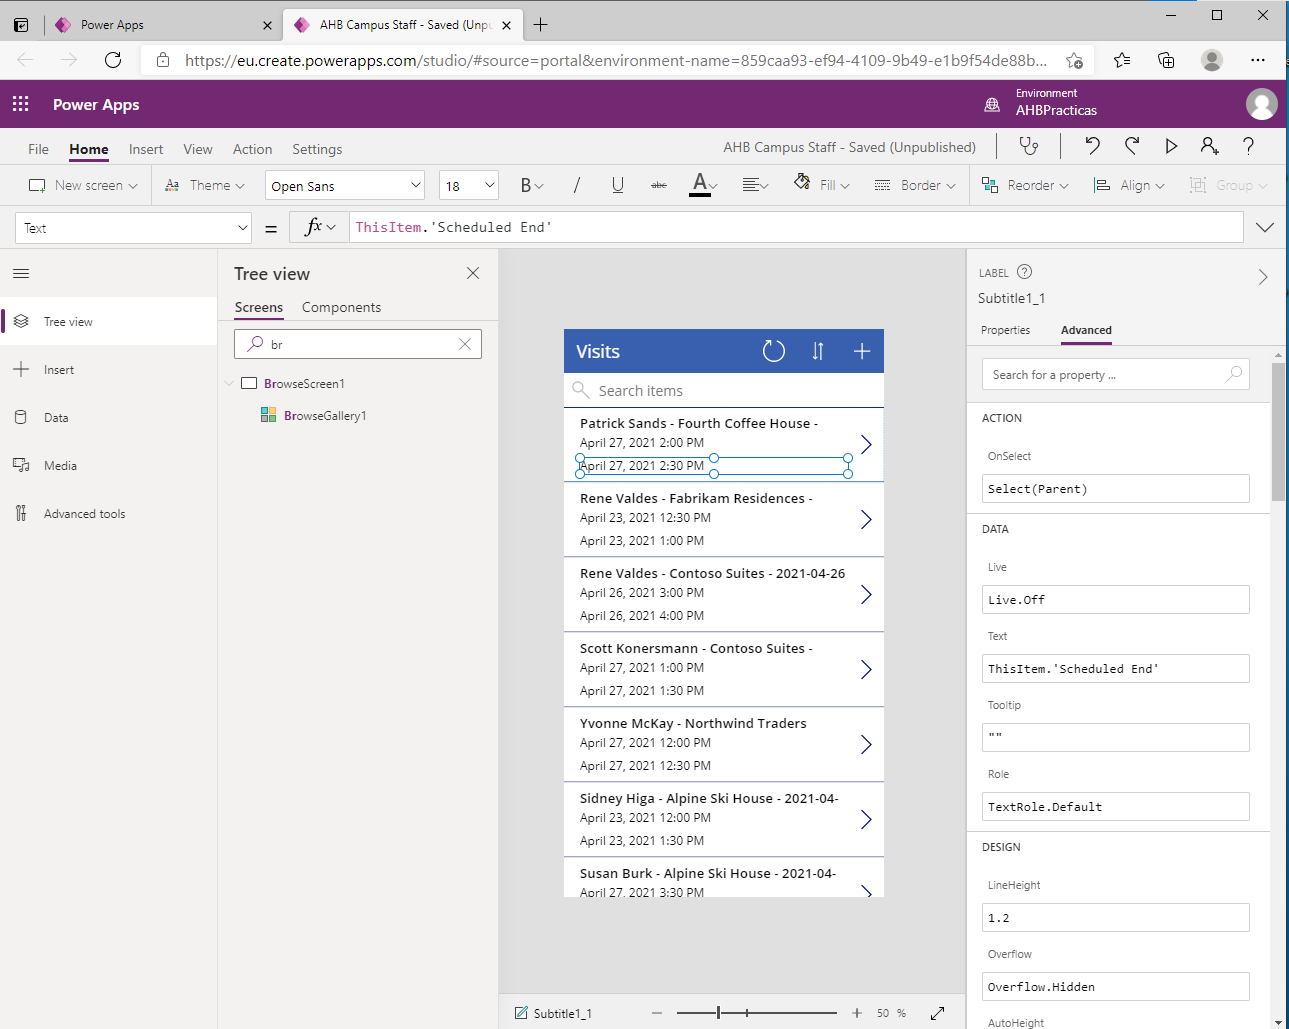 Power Apps
AHB Campus Staff - Saved (Unpu
https://eu.create.powerapps.com/studio/#source=portal&environment-name=859caa93-ef94-4109-9b49-e1b9f54de88b...
Power Apps
Environment
AHBPracticas
File Home Insert View Action Settings
AHB Campus Staff - Saved (Unpublished)
New screen Theme Open Sans 18 B / U abc A Fill Border Reorder Align Group
Text = fx ThisItem.'Scheduled End'
Tree view
Insert
Data
Media
Advanced tools
Tree view
Screens Components
br
BrowseScreen1
BrowseGallery1
Visits
Search items
Patrick Sands - Fourth Coffee House -
April 27, 2021 2:00 PM
April 27, 2021 2:30 PM
Rene Valdes - Fabrikam Residences -
April 23, 2021 12:30 PM
April 23, 2021 1:00 PM
Rene Valdes - Contoso Suites - 2021-04-26
April 26, 2021 3:00 PM
April 26, 2021 4:00 PM
Scott Konersmann - Contoso Suites -
April 27, 2021 1:00 PM
April 27, 2021 1:30 PM
Yvonne McKay - Northwind Traders
April 27, 2021 12:00 PM
April 27, 2021 12:30 PM
Sidney Higa - Alpine Ski House - 2021-04-
April 23, 2021 12:00 PM
April 23, 2021 1:30 PM
Susan Burk - Alpine Ski House - 2021-04-
April 27, 2021 3:30 PM
Subtitle1_1
50 %
LABEL
Subtitle1_1
Properties Advanced
Search for a property ...
ACTION
OnSelect
Select(Parent)
DATA
Live
Live.Off
Text
ThisItem.'Scheduled End'
Tooltip
""
Role
TextRole.Default
DESIGN
LineHeight
1.2
Overflow
Overflow.Hidden
AutoHeight